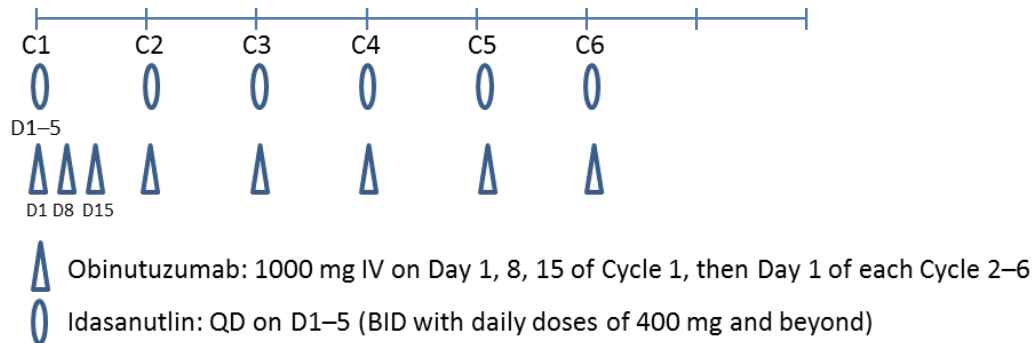 C1 C2 C3 C4 C5 C6
D1–5
D1 D8 D15
Obinutuzumab: 1000 mg IV on Day 1, 8, 15 of Cycle 1, then Day 1 of each Cycle 2–6
Idasanutlin: QD on D1–5 (BID with daily doses of 400 mg and beyond)